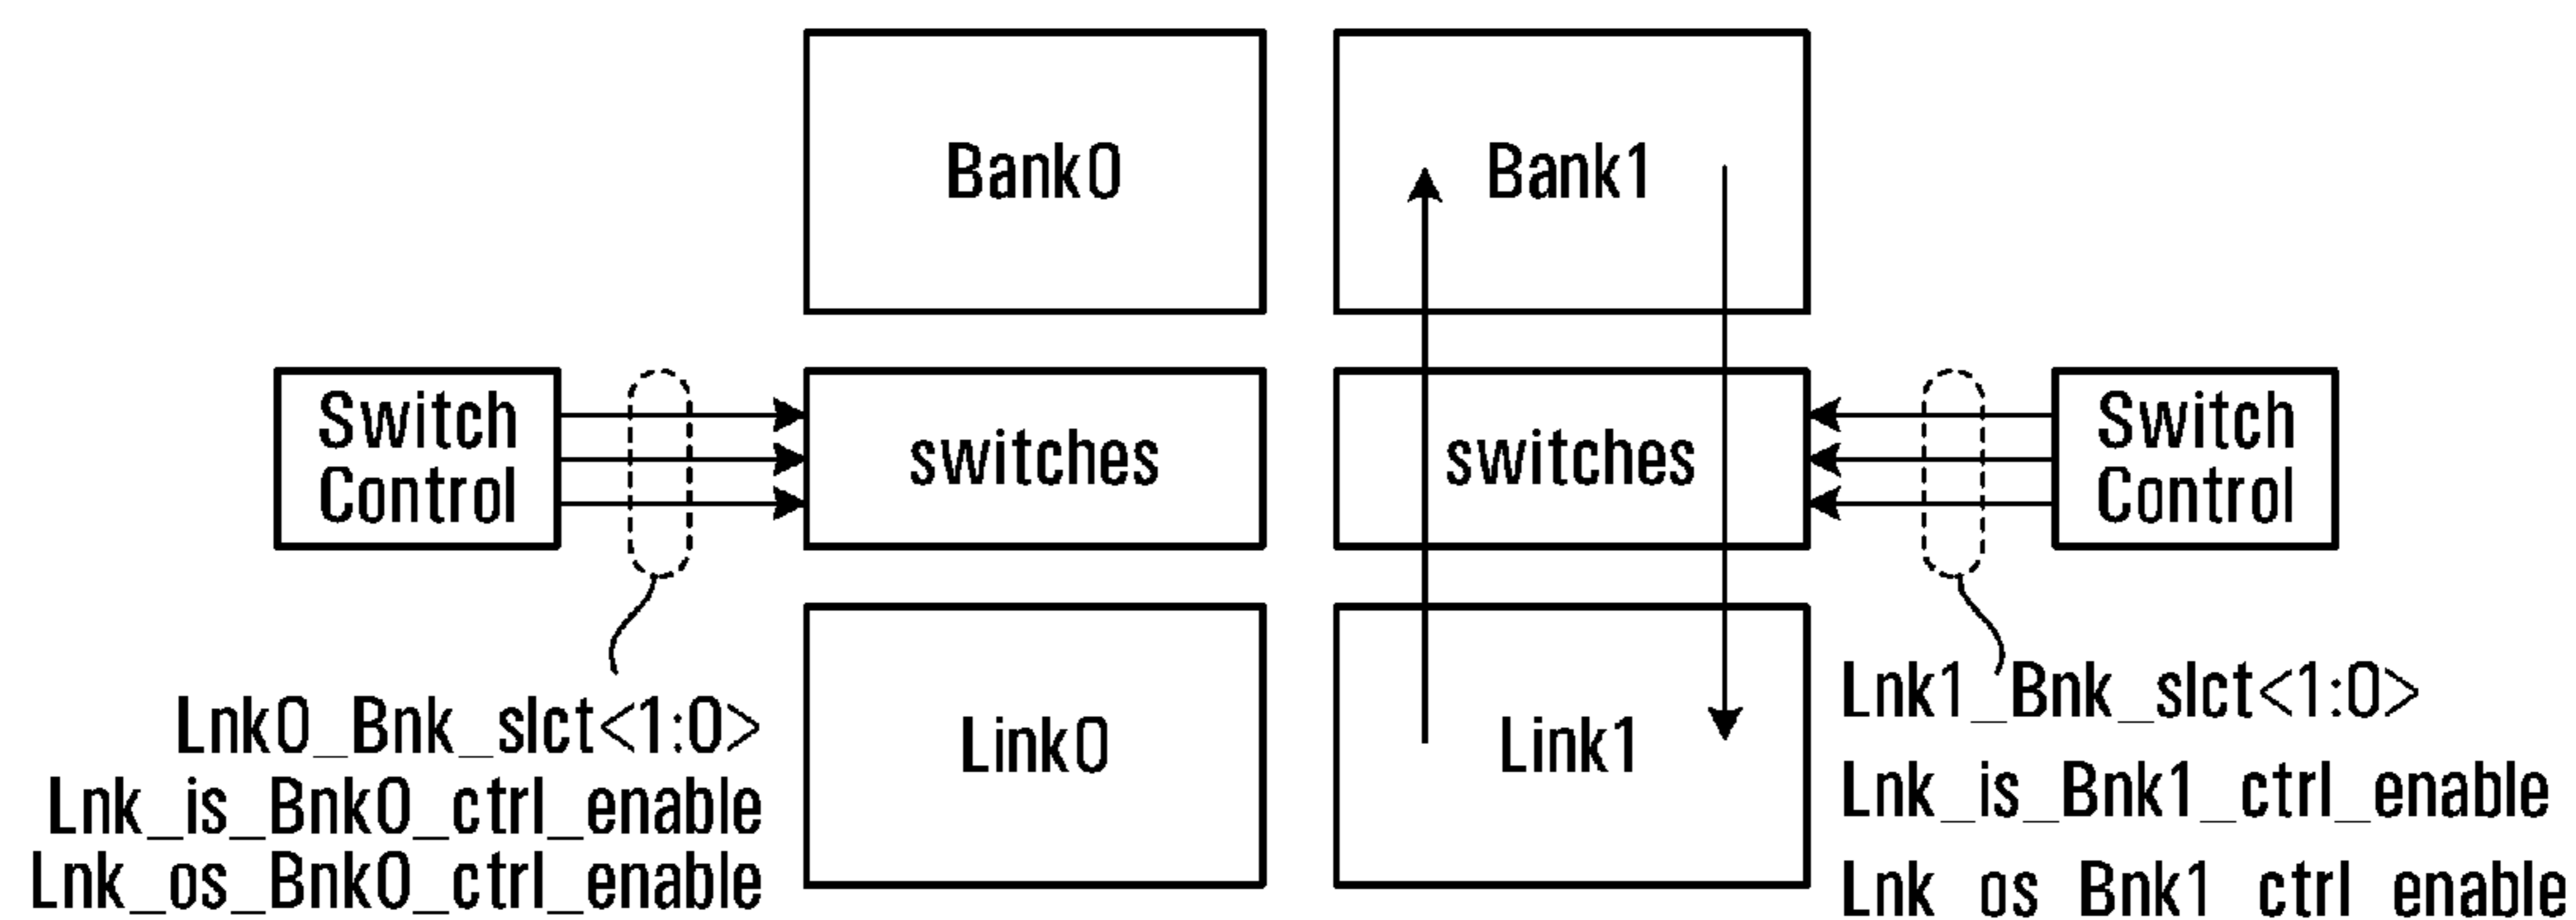 Bank0
Bank1
Switch
Control
switches
switches
Switch
Control
Lnk0_Bnk_slct<1:0>
Lnk_is_Bnk0_ctrl_enable
Lnk_os_Bnk0_ctrl_enable
Link0
Link1
Lnk1_Bnk_slct<1:0>
Lnk_is_Bnk1_ctrl_enable
Lnk_os_Bnk1_ctrl_enable